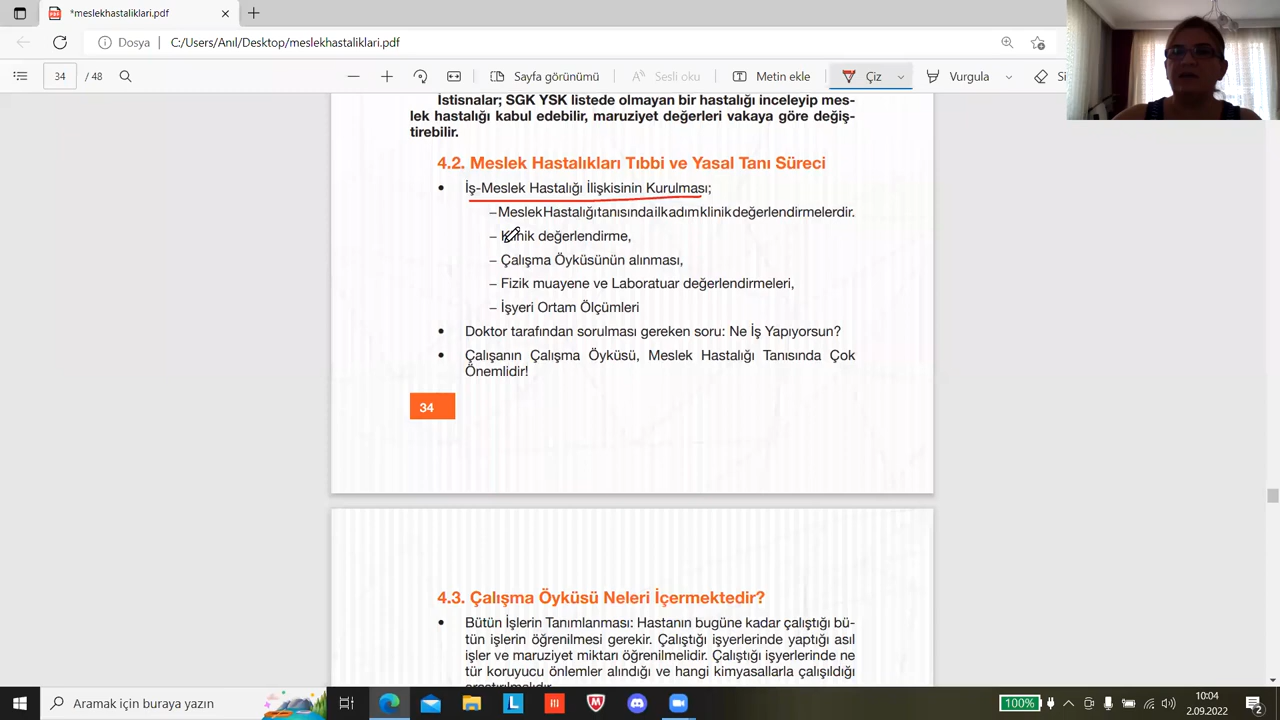 *meslekhastaliklari.pdf
Dosya
C:/Users/Anıl/Desktop/meslekhastaliklari.pdf
34 / 48
Sayfa görünümü
Sesli oku
Metin ekle
Çiz
Vurgula
Si
İstisnalar; SGK YSK listede olmayan bir hastalığı inceleyip mes-
lek hastalığı kabul edebilir, maruziyet değerleri vakaya göre değiş-
tirebilir.
4.2. Meslek Hastalıkları Tıbbi ve Yasal Tanı Süreci
• İş-Meslek Hastalığı İlişkisinin Kurulması;
– Meslek Hastalığı tanısında ilk adım klinik değerlendirmelerdir.
– Klinik değerlendirme,
– Çalışma Öyküsünün alınması,
– Fizik muayene ve Laboratuar değerlendirmeleri,
– İşyeri Ortam Ölçümleri
• Doktor tarafından sorulması gereken soru: Ne İş Yapıyorsun?
• Çalışanın Çalışma Öyküsü, Meslek Hastalığı Tanısında Çok
Önemlidir!
34
4.3. Çalışma Öyküsü Neleri İçermektedir?
• Bütün İşlerin Tanımlanması: Hastanın bugüne kadar çalıştığı bü-
tün işlerin öğrenilmesi gerekir. Çalıştığı işyerlerinde yaptığı asıl
işler ve maruziyet miktarı öğrenilmelidir. Çalıştığı işyerlerinde ne
tür koruyucu önlemler alındığı ve hangi kimyasallarla çalışıldığı
araştırılmalıdır.
Aramak için buraya yazın
100%
10:04
2.09.2022
2